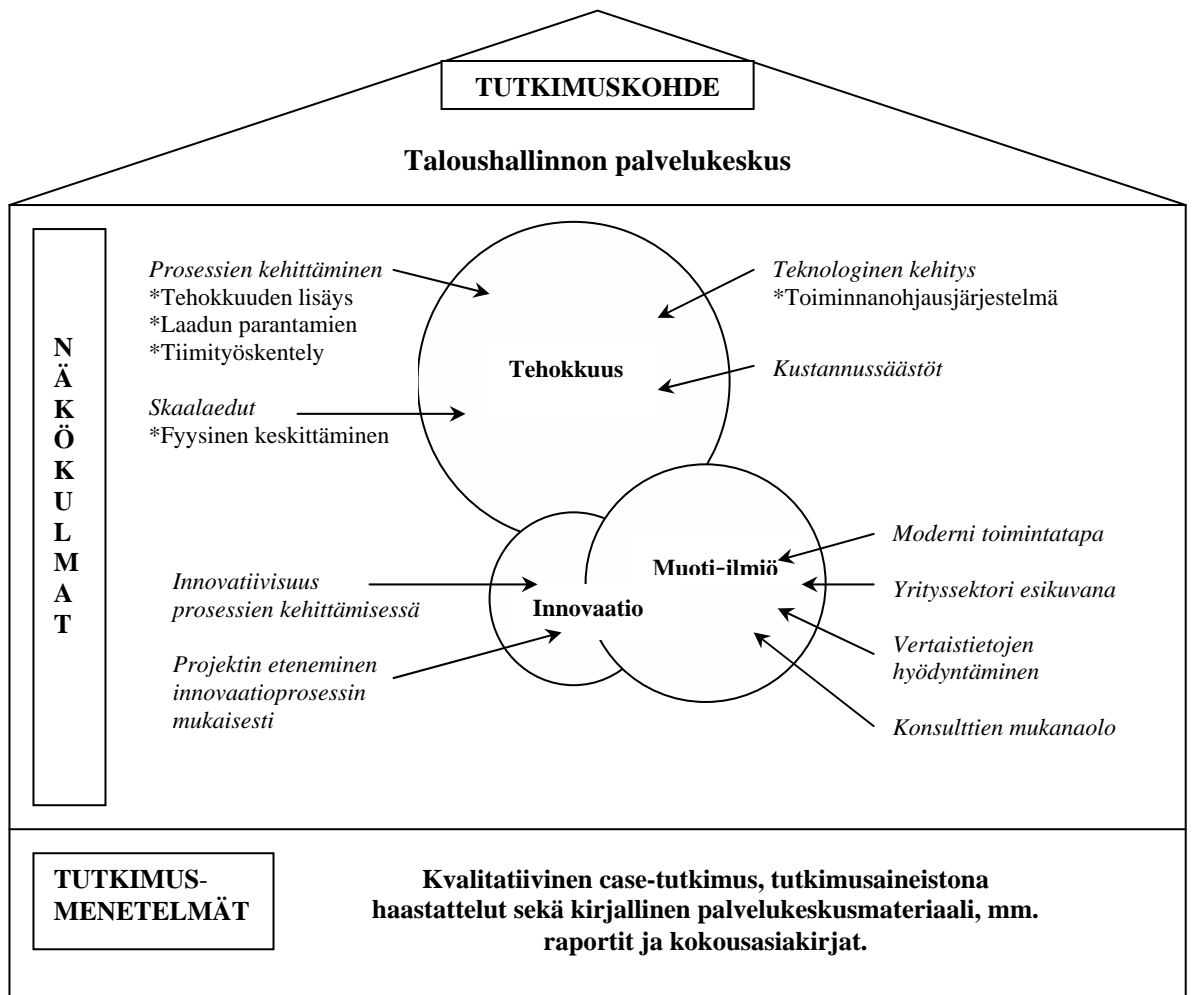 TUTKIMUSKOHDE
Taloushallinnon palvelukeskus
NÄKÖKULMAT
Prosessien kehittäminen
*Tehokkuuden lisäys
*Laadun parantamien
*Tiimityöskentely
Skaalaedut
*Fyysinen keskittäminen
Tehokkuus
Teknologinen kehitys
*Toiminnanohjausjärjestelmä
Kustannussäästöt
Innovatiivisuus
prosessien kehittämisessä
Projektin eteneminen
innovaatioprosessin
mukaisesti
Innovaatio
Muoti-ilmiö
Moderni toimintatapa
Yrityssektori esikuvana
Vertaistietojen
hyödyntäminen
Konsulttien mukanaolo
TUTKIMUS-
MENETELMÄT
Kvalitatiivinen case-tutkimus, tutkimusaineistona
haastattelut sekä kirjallinen palvelukeskusmateriaali, mm.
raportit ja kokousasiakirjat.